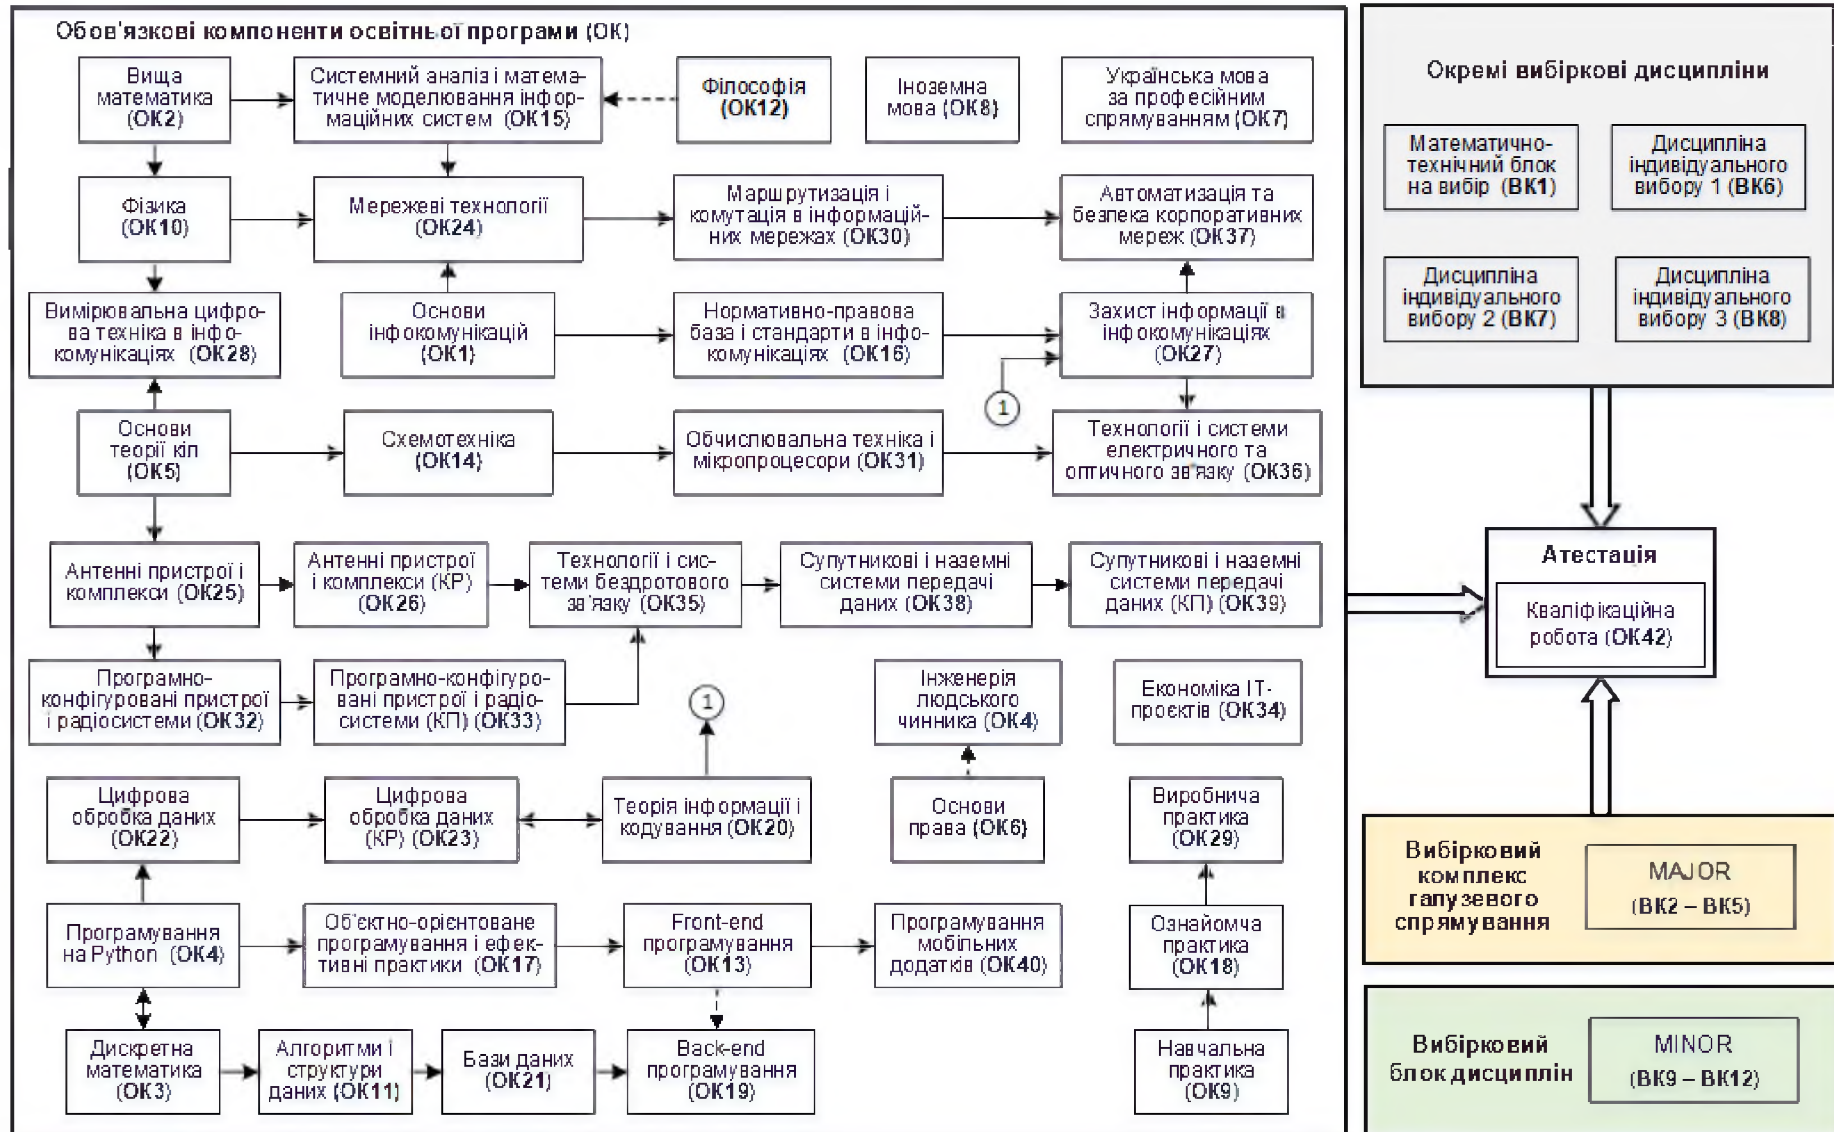 Обов'язкові компоненти освітньої програми (ОК)
Вища
математика
(ОК2)
Системний аналіз і матема-
тичне моделювання інфор-
маційних систем (ОК15)
Філософія
(ОК12)
Іноземна
мова (ОК8)
Українська мова
за професійним
спрямуванням (ОК7)
Фізика
(ОК10)
Мережеві технології
(ОК24)
Маршрутизація і
комутація в інформацій-
них мережах (ОК30)
Автоматизація та
безпека корпоративних
мереж (ОК37)
Вимірювальна цифро-
ва техніка в інфо-
комунікаціях (ОК28)
Основи
інфокомунікацій
(ОК1)
Нормативно-правова
база і стандарти в інфо-
комунікаціях (ОК16)
Захист інформації в
інфокомунікаціях
(ОК27)
1
Основи
теорії кіл
(ОК5)
Схемотехніка
(ОК14)
Обчислювальна техніка і
мікропроцесори (ОК31)
Технології і системи
електричного та
оптичного зв'язку (ОК36)
Антенні пристрої і
комплекси (ОК25)
Антенні пристрої
і комплекси (КР)
(ОК26)
Технології і сис-
теми бездротового
зв'язку (ОК35)
Супутникові і наземні
системи передачі
даних (ОК38)
Супутникові і наземні
системи передачі
даних (КП) (ОК39)
Програмно-
конфігуровані пристрої
і радіосистеми (ОК32)
Програмно-конфігуро-
вані пристрої і радіо-
системи (КП) (ОК33)
1
Інженерія
людського
чинника (ОК4)
Економіка ІТ-
проєктів (ОК34)
Цифрова
обробка даних
(ОК22)
Цифрова
обробка даних
(КР) (ОК23)
Теорія інформації і
кодування (ОК20)
Основи
права (ОК6)
Виробнича
практика
(ОК29)
Програмування
на Python (ОК4)
Об'єктно-орієнтоване
програмування і ефек-
тивні практики (ОК17)
Front-end
програмування
(ОК13)
Програмування
мобільних
додатків (ОК40)
Ознайомча
практика
(ОК18)
Дискретна
математика
(ОК3)
Алгоритми і
структури
даних (ОК11)
Бази даних
(ОК21)
Back-end
програмування
(ОК19)
Навчальна
практика
(ОК9)
Окремі вибіркові дисципліни
Математично-
технічний блок
на вибір (ВК1)
Дисципліна
індивідуального
вибору 1 (ВК6)
Дисципліна
індивідуального
вибору 2 (ВК7)
Дисципліна
індивідуального
вибору 3 (ВК8)
Атестація
Кваліфікаційна
робота (ОК42)
Вибірковий
комплекс
галузевого
спрямування
MAJOR
(ВК2 – ВК5)
Вибірковий
блок дисциплін
MINOR
(ВК9 – ВК12)